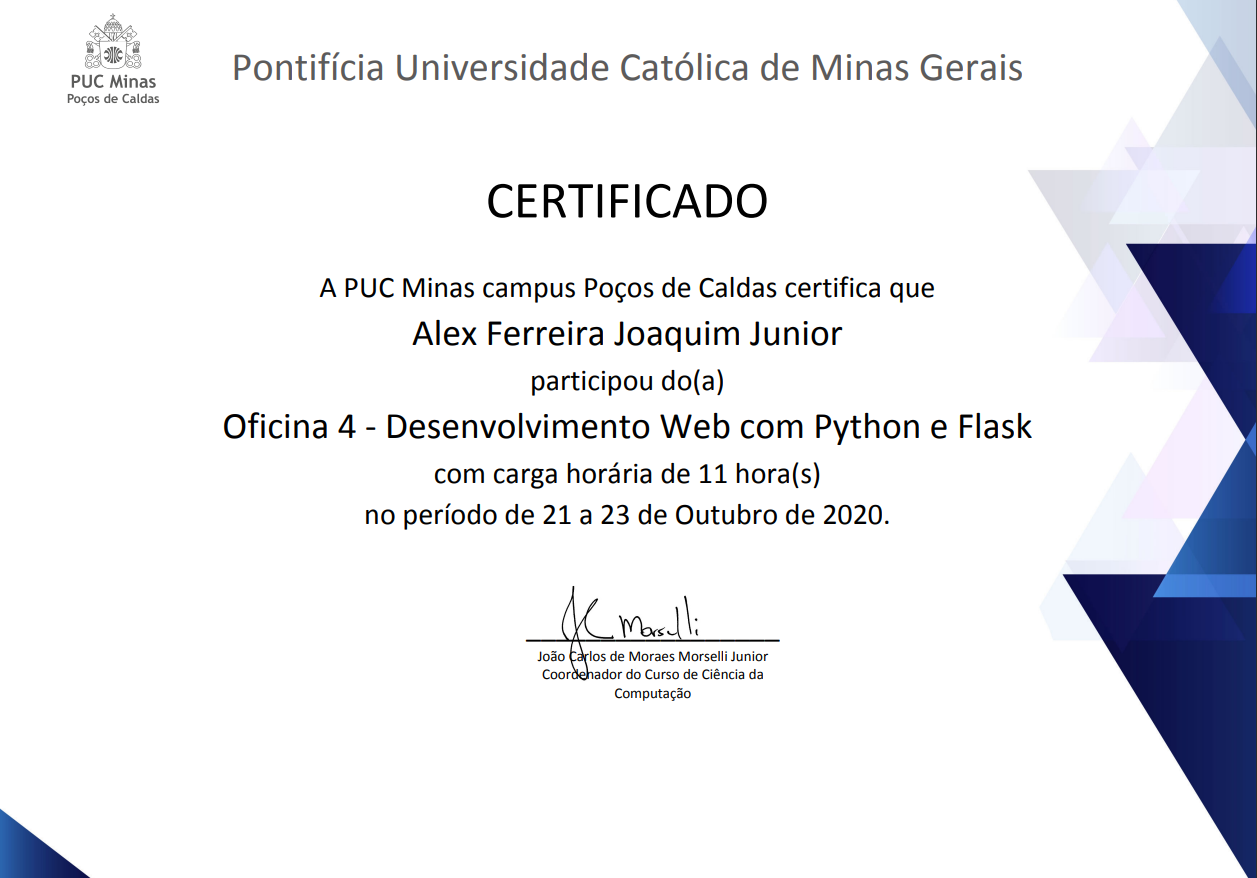 PUC Minas
Poços de Caldas
Pontifícia Universidade Católica de Minas Gerais
CERTIFICADO
A PUC Minas campus Poços de Caldas certifica que
Alex Ferreira Joaquim Junior
participou do(a)
Oficina 4 - Desenvolvimento Web com Python e Flask
com carga horária de 11 hora(s)
no período de 21 a 23 de Outubro de 2020.
JC Morselli
João Carlos de Moraes Morselli Junior
Coordenador do Curso de Ciência da
Computação